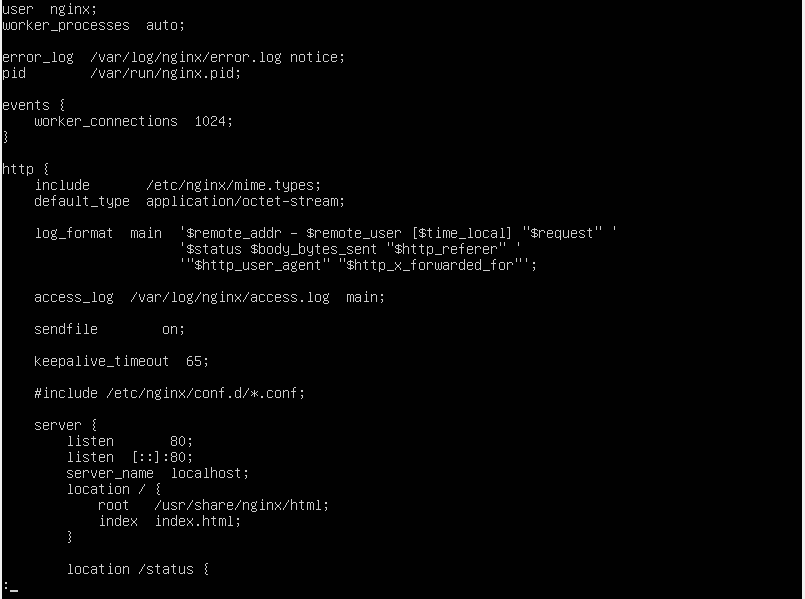 user  nginx;
worker_processes  auto;

error_log  /var/log/nginx/error.log notice;
pid        /var/run/nginx.pid;

events {
    worker_connections  1024;
}

http {
    include       /etc/nginx/mime.types;
    default_type  application/octet-stream;

    log_format  main  '$remote_addr - $remote_user [$time_local] "$request" '
                      '$status $body_bytes_sent "$http_referer" '
                      '"$http_user_agent" "$http_x_forwarded_for"';

    access_log  /var/log/nginx/access.log  main;

    sendfile        on;

    keepalive_timeout  65;

    #include /etc/nginx/conf.d/*.conf;

    server {
        listen       80;
        listen  [::]:80;
        server_name  localhost;
        location / {
            root   /usr/share/nginx/html;
            index  index.html;
        }

        location /status {
:_